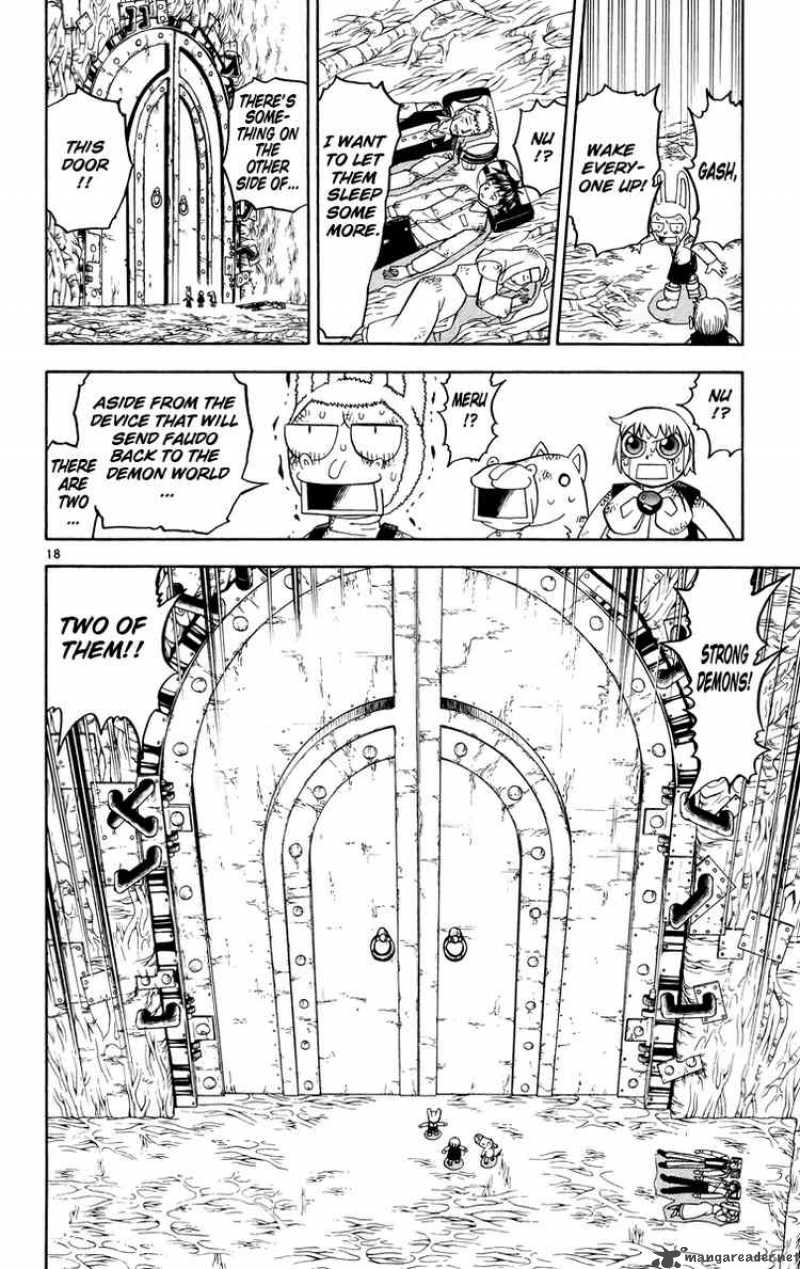 GASH,
WAKE
EVERY-
ONE UP!
NU
!?
I WANT
TO LET
THEM
SLEEP
SOME
MORE.
THERE'S
SOME-
THING ON
THE
OTHER
SIDE OF...
THIS
DOOR
!!
NU
!?
MERU
!?
ASIDE FROM THE
DEVICE THAT WILL
SEND FAUDO
BACK TO THE
DEMON WORLD
...
THERE
ARE
TWO
...
18
STRONG
DEMONS!
TWO OF
THEM!!
mangareader.net